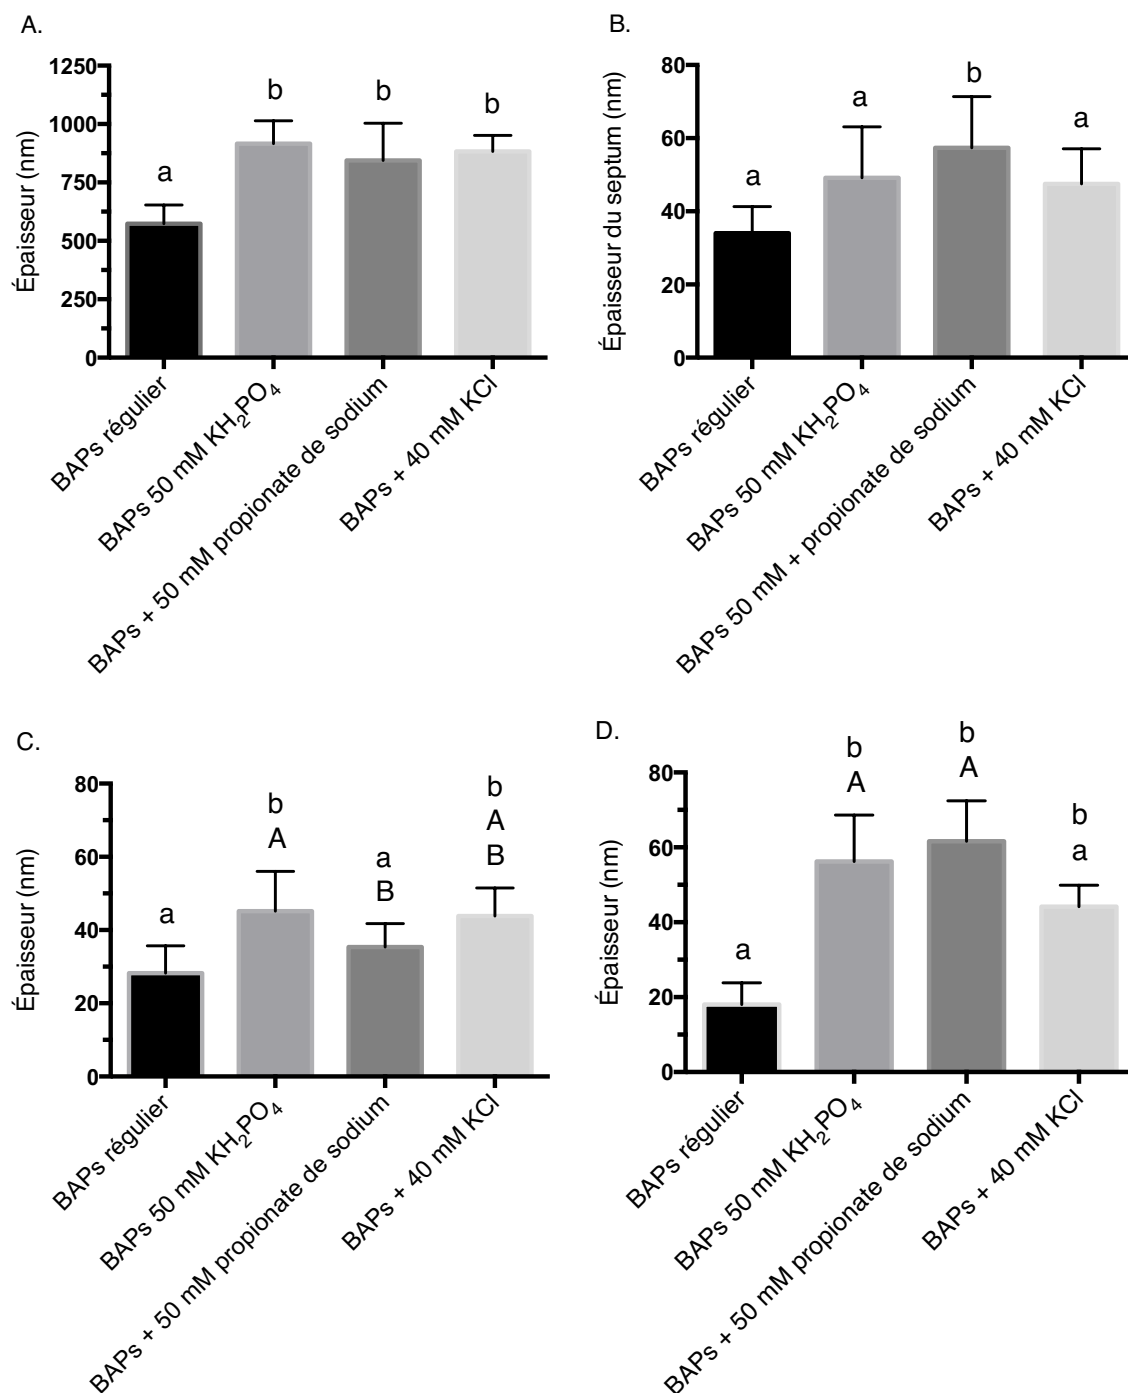 A.
Épaisseur (nm)
1250
1000
750
500
250
0
a
b
b
b
BAPs régulier
BAPs 50 mM KH₂PO₄
BAPs + 50 mM propionate de sodium
BAPs + 40 mM KCl
B.
Épaisseur du septum (nm)
80
60
40
20
0
a
a
b
a
BAPs régulier
BAPs 50 mM KH₂PO₄
BAPs 50 mM + propionate de sodium
BAPs + 40 mM KCl
C.
Épaisseur (nm)
80
60
40
20
0
a
b
A
a
B
b
A
B
BAPs régulier
BAPs 50 mM KH₂PO₄
BAPs + 50 mM propionate de sodium
BAPs + 40 mM KCl
D.
Épaisseur (nm)
80
60
40
20
0
a
b
A
b
A
b
a
BAPs régulier
BAPs 50 mM KH₂PO₄
BAPs + 50 mM propionate de sodium
BAPs + 40 mM KCl